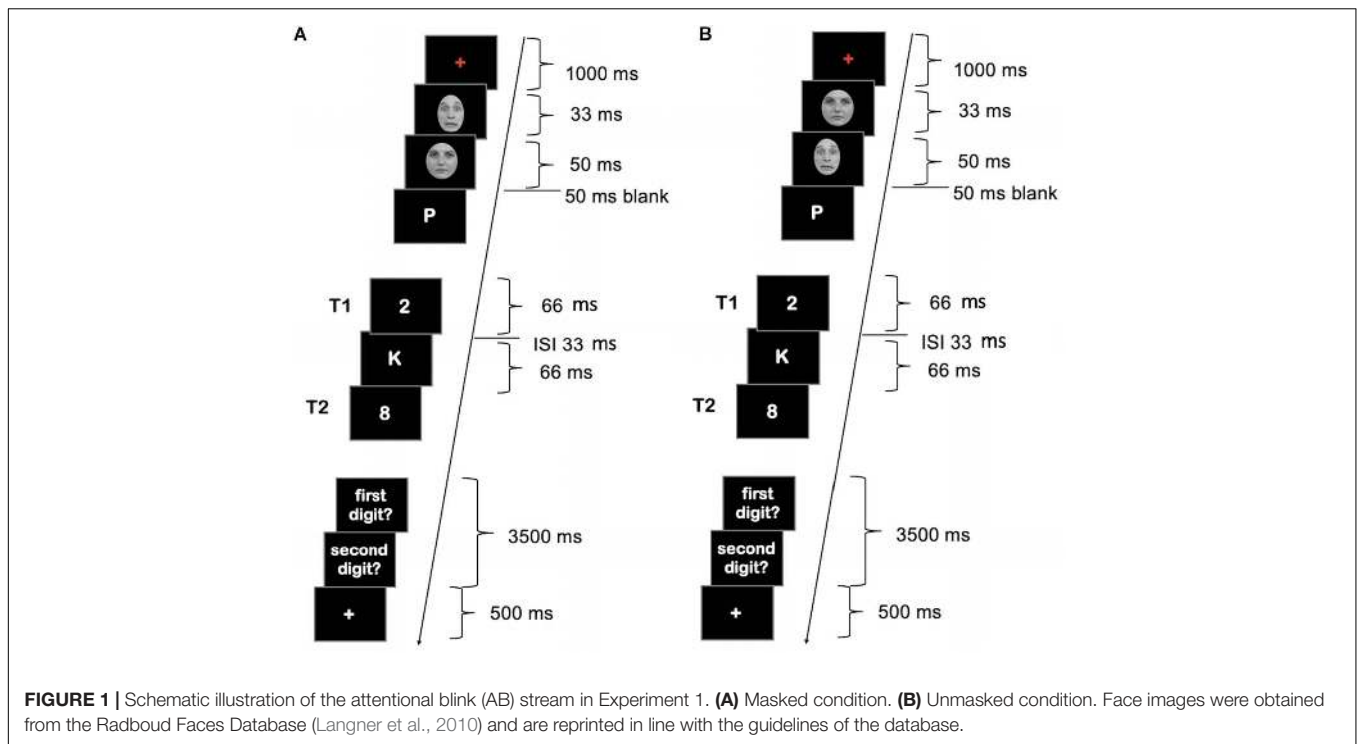 A
+
1000 ms
33 ms
50 ms
50 ms blank
P
T1
2
66 ms
ISI 33 ms
K
66 ms
T2
8
first
digit?
second
digit?
3500 ms
+
500 ms
B
+
1000 ms
33 ms
50 ms
50 ms blank
P
T1
2
66 ms
ISI 33 ms
K
66 ms
T2
8
first
digit?
second
digit?
3500 ms
+
500 ms
FIGURE 1 | Schematic illustration of the attentional blink (AB) stream in Experiment 1. (A) Masked condition. (B) Unmasked condition. Face images were obtained
from the Radboud Faces Database (Langner et al., 2010) and are reprinted in line with the guidelines of the database.